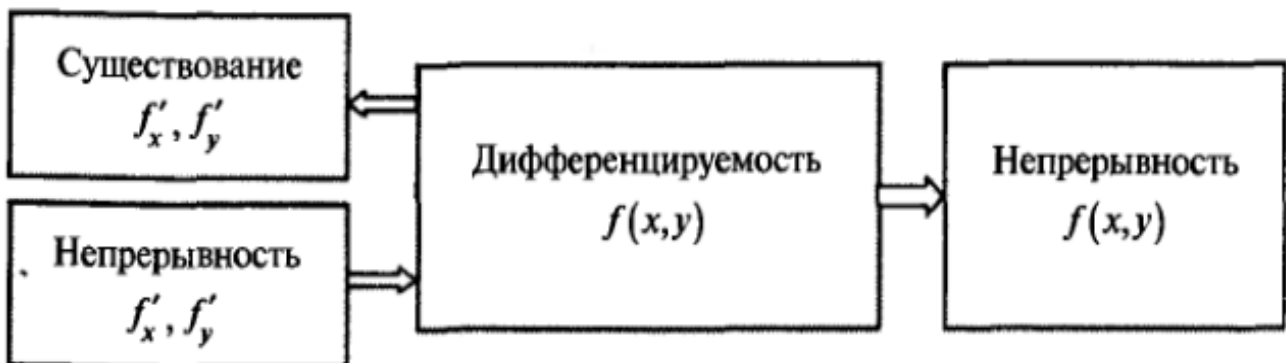 Существование
f'ₓ, f'ᵧ
Непрерывность
f'ₓ, f'ᵧ
Дифференцируемость
f(x,y)
Непрерывность
f(x,y)